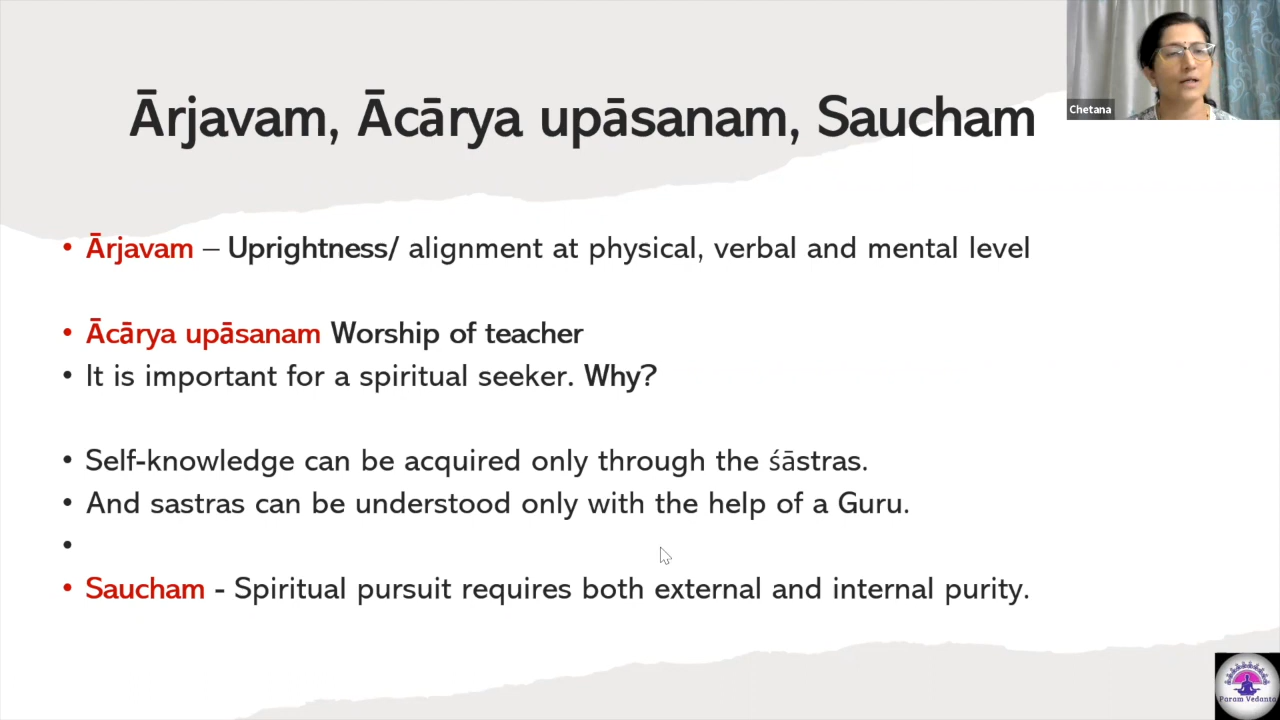 Ārjavam, Ācārya upāsanam, Saucham
Chetana
• Ārjavam – Uprightness/ alignment at physical, verbal and mental level
• Ācārya upāsanam Worship of teacher
• It is important for a spiritual seeker. Why?
• Self-knowledge can be acquired only through the śāstras.
• And sastras can be understood only with the help of a Guru.
•
• Saucham - Spiritual pursuit requires both external and internal purity.
Param Vedanta